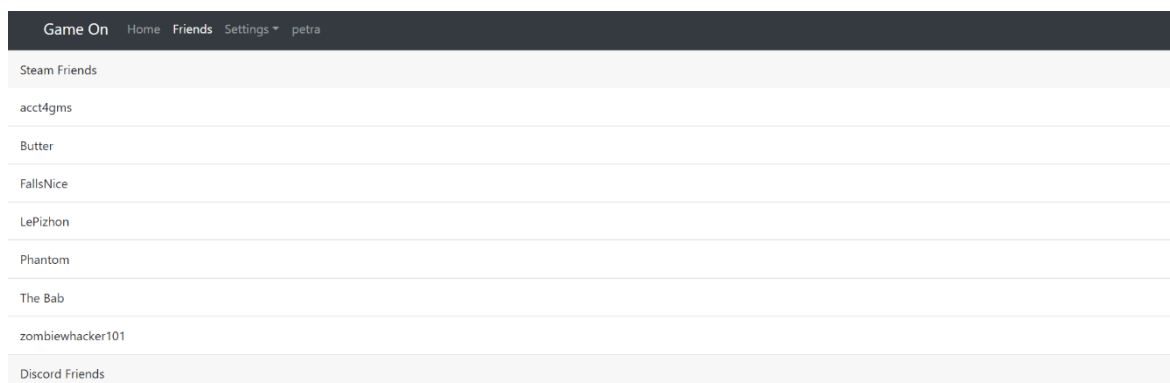 Game On Home Friends Settings petra
Steam Friends
acct4gms
Butter
FallsNice
LePizhon
Phantom
The Bab
zombiewhacker101
Discord Friends